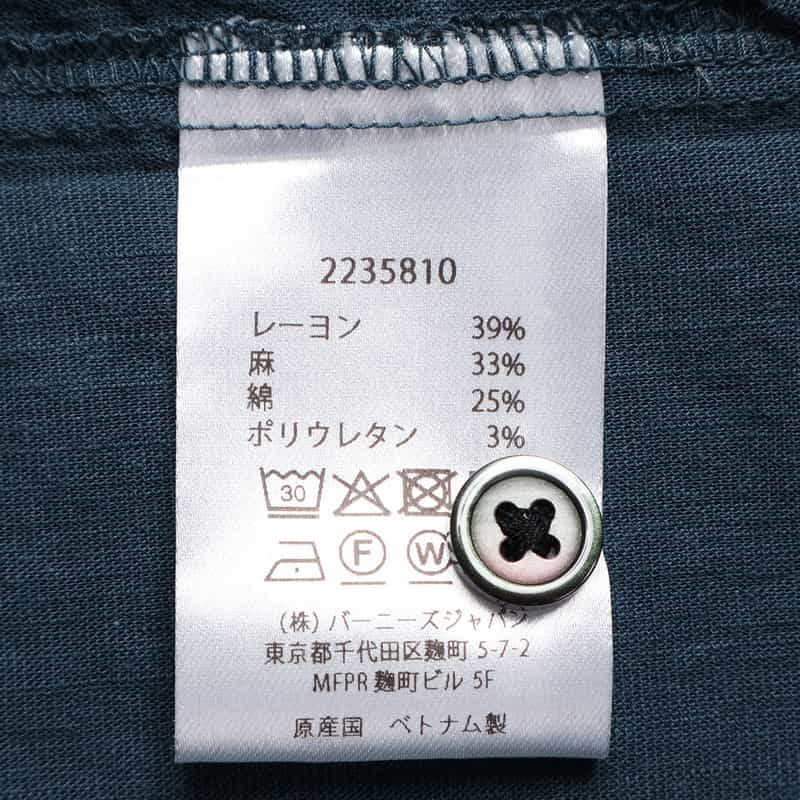 2235810
レーヨン 39%
麻 33%
綿 25%
ポリウレタン 3%
30
F W
(株) バーニーズジャパン
東京都千代田区麹町 5-7-2
MFPR 麹町ビル 5F
原産国 ベトナム製